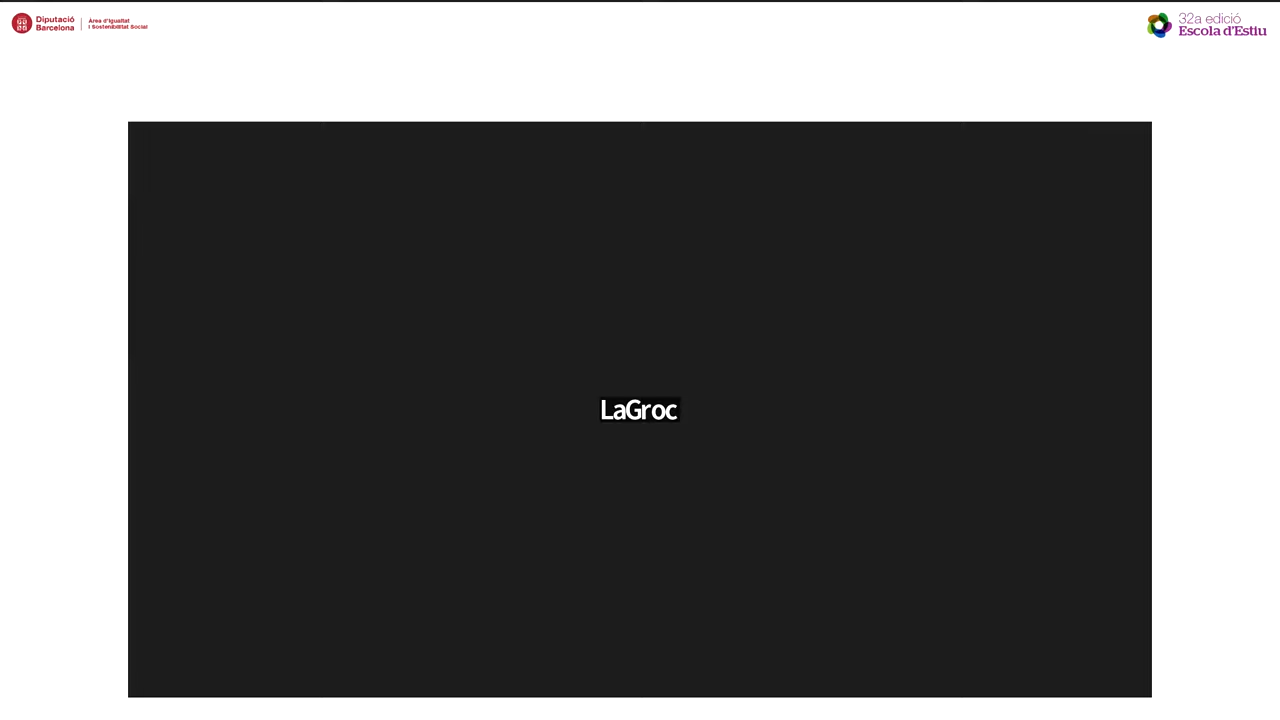 Diputació
Barcelona
Àrea d'Igualtat
i Sostenibilitat Social
32a edició
Escola d'Estiu
LaGroc